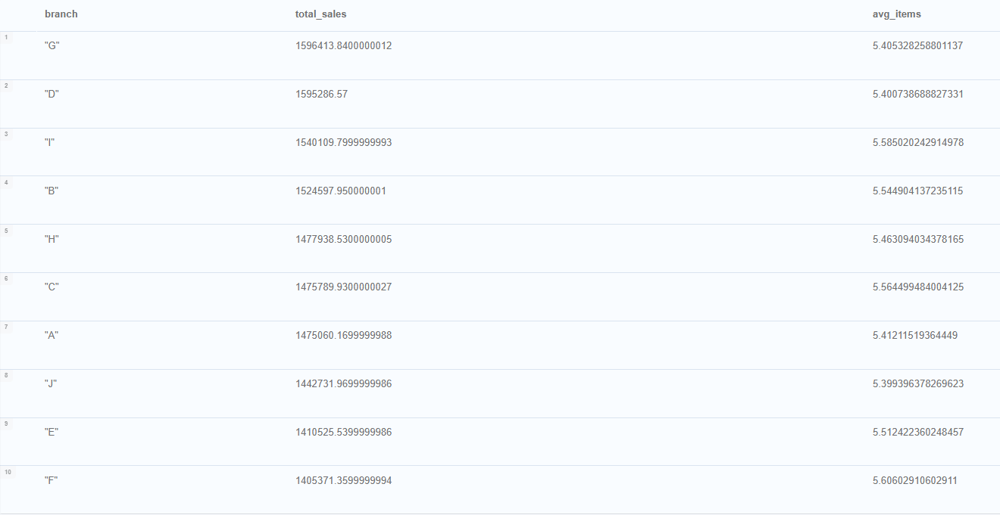 branch total_sales avg_items
1 "G" 1596413.8400000012 5.405328258801137
2 "D" 1595286.57 5.400738688827331
3 "I" 1540109.7999999993 5.585020242914978
4 "B" 1524597.950000001 5.544904137235115
5 "H" 1477938.5300000005 5.463094034378165
6 "C" 1475789.9300000027 5.564499484004125
7 "A" 1475060.1699999988 5.41211519364449
8 "J" 1442731.9699999986 5.399396378269623
9 "E" 1410525.5399999986 5.512422360248457
10 "F" 1405371.3599999994 5.60602910602911